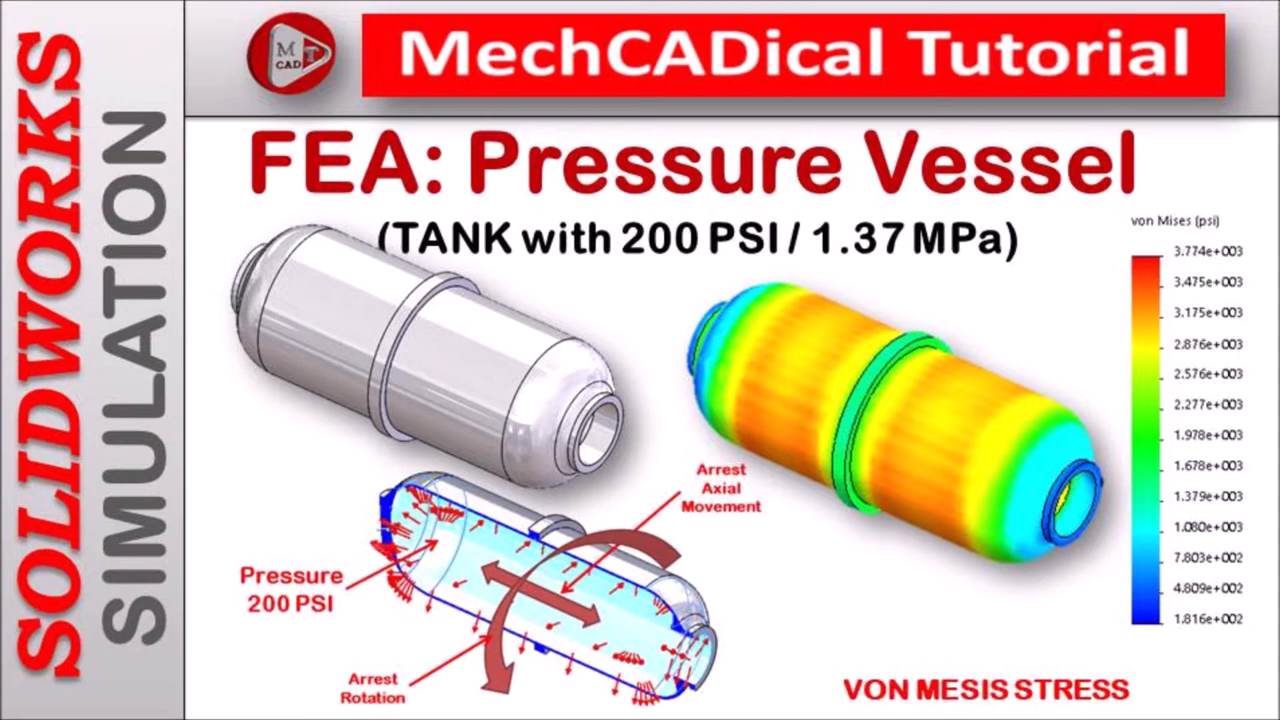 SOLIDWORKS
SIMULATION
M T
CAD
MechCADical Tutorial
FEA: Pressure Vessel
(TANK with 200 PSI / 1.37 MPa)
von Mises (psi)
3.774e+003
3.475e+003
3.175e+003
2.876e+003
2.576e+003
2.277e+003
1.978e+003
1.678e+003
1.379e+003
1.080e+003
7.803e+002
4.809e+002
1.816e+002
Arrest
Axial
Movement
Pressure
200 PSI
Arrest
Rotation
VON MESIS STRESS